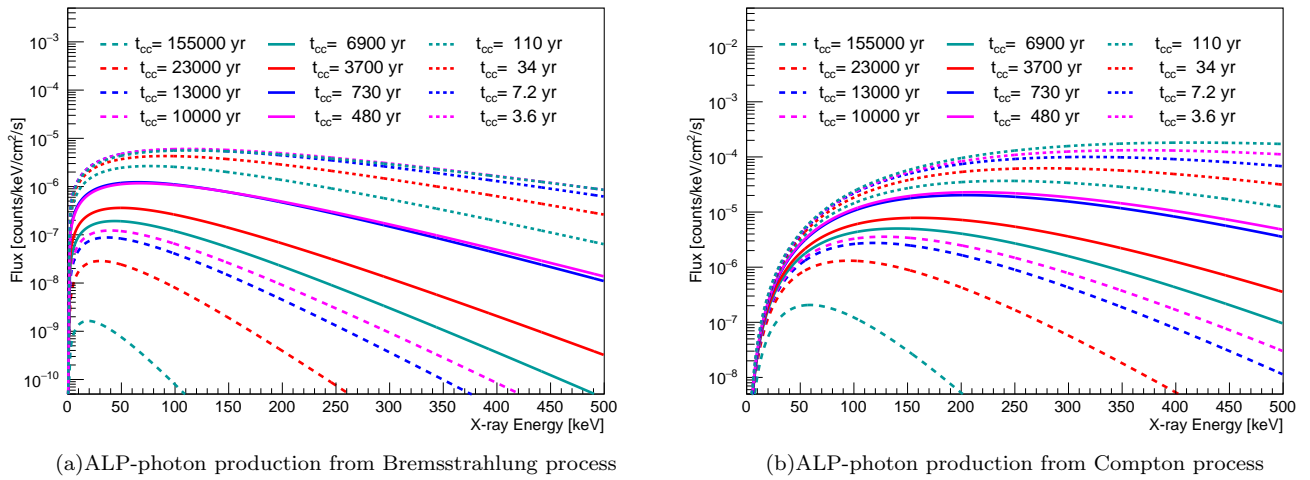 10⁻³
10⁻⁴
10⁻⁵
10⁻⁶
10⁻⁷
10⁻⁸
10⁻⁹
10⁻¹⁰
Flux [counts/keV/cm²/s]
t_cc= 155000 yr t_cc= 6900 yr t_cc= 110 yr
t_cc= 23000 yr t_cc= 3700 yr t_cc= 34 yr
t_cc= 13000 yr t_cc= 730 yr t_cc= 7.2 yr
t_cc= 10000 yr t_cc= 480 yr t_cc= 3.6 yr
0 50 100 150 200 250 300 350 400 450 500
X-ray Energy [keV]
(a)ALP-photon production from Bremsstrahlung process
10⁻²
10⁻³
10⁻⁴
10⁻⁵
10⁻⁶
10⁻⁷
10⁻⁸
Flux [counts/keV/cm²/s]
t_cc= 155000 yr t_cc= 6900 yr t_cc= 110 yr
t_cc= 23000 yr t_cc= 3700 yr t_cc= 34 yr
t_cc= 13000 yr t_cc= 730 yr t_cc= 7.2 yr
t_cc= 10000 yr t_cc= 480 yr t_cc= 3.6 yr
0 50 100 150 200 250 300 350 400 450 500
X-ray Energy [keV]
(b)ALP-photon production from Compton process